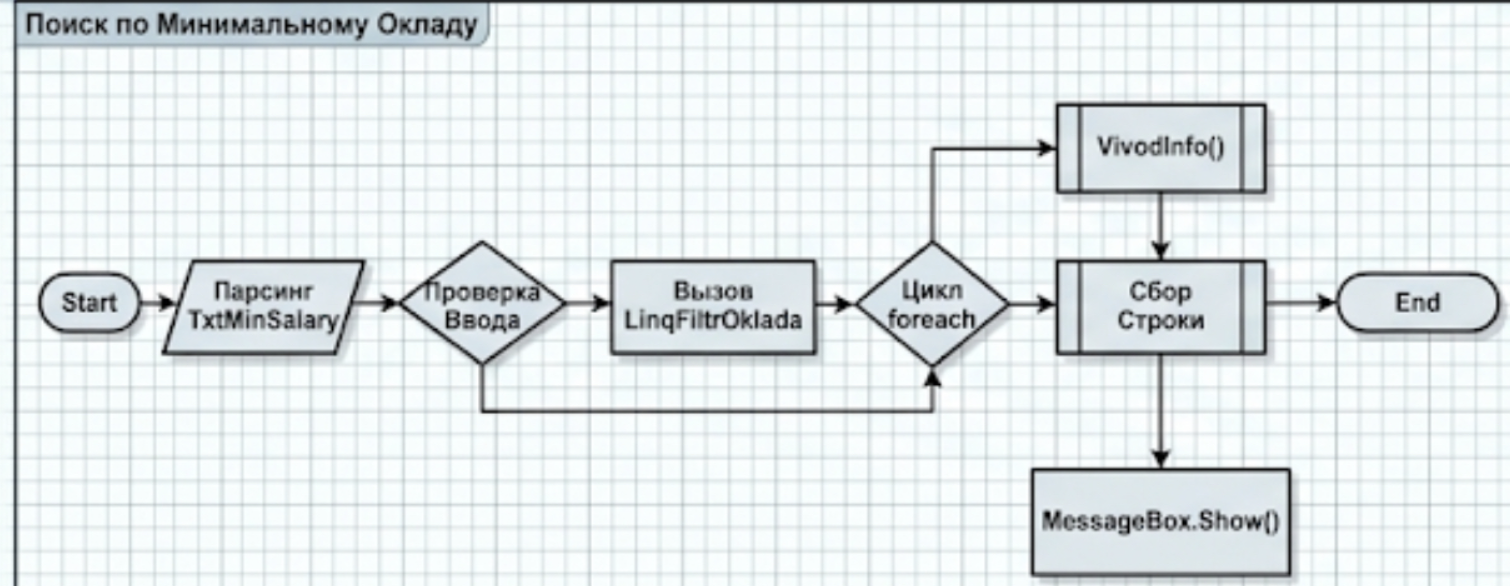 Поиск по Минимальному Окладу
VivodInfo()
Start
Парсинг
TxtMinSalary
Проверка
Ввода
Вызов
LinqFiltrOklada
Цикл
foreach
Сбор
Строки
End
MessageBox.Show()